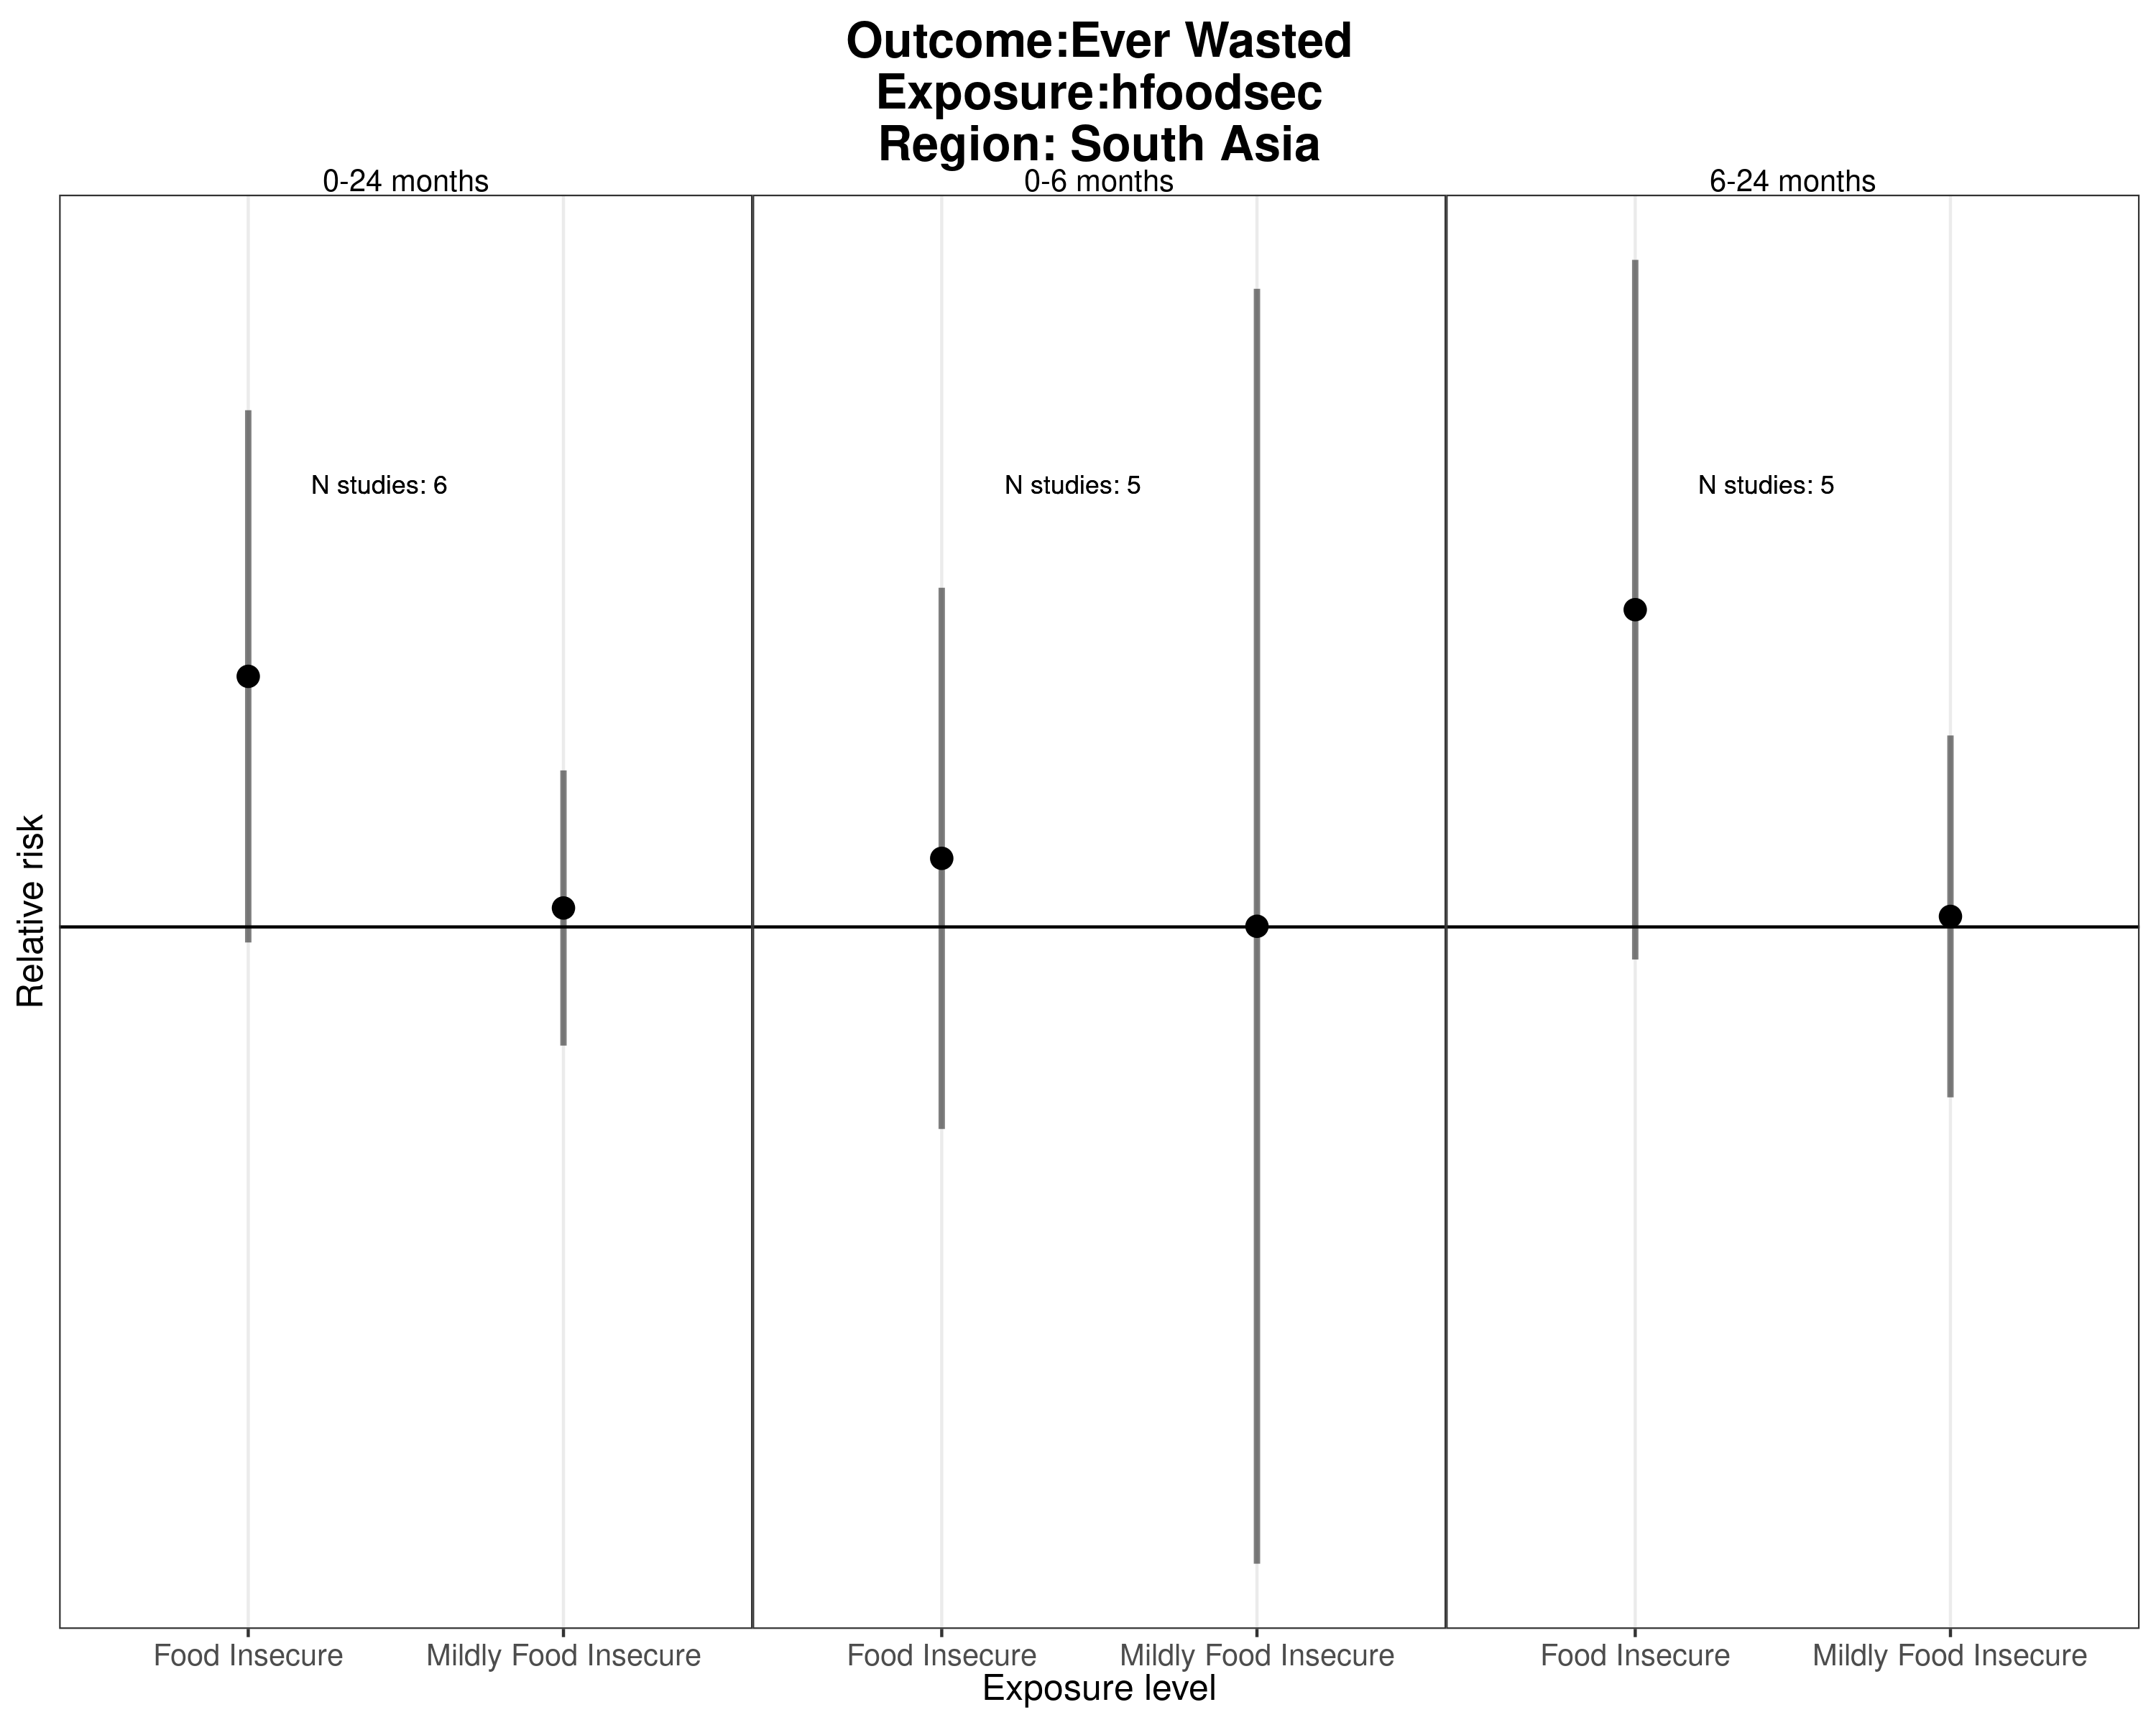 Outcome:Ever Wasted
Exposure:hfoodsec
Region: South Asia
0-24 months
0-6 months
6-24 months
N studies: 6
N studies: 5
N studies: 5
Relative risk
Food Insecure
Mildly Food Insecure
Food Insecure
Mildly Food Insecure
Food Insecure
Mildly Food Insecure
Exposure level